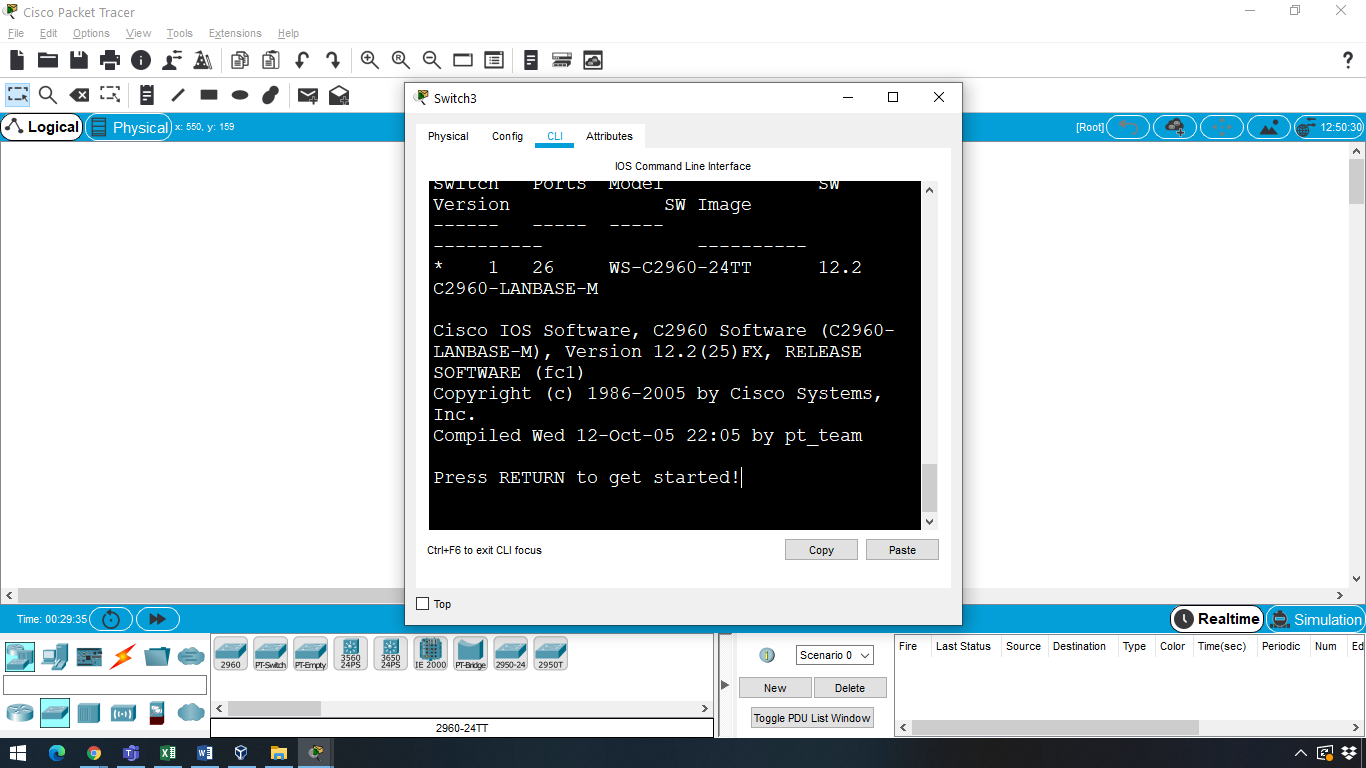 Cisco Packet Tracer
File Edit Options View Tools Extensions Help
?
Switch3
Logical Physical x: 550, y: 159
[Root] 12:50:30
Physical Config CLI Attributes
IOS Command Line Interface
Switch Ports Model SW
Version SW Image
------ ----- -----
---------- ----------
* 1 26 WS-C2960-24TT 12.2
C2960-LANBASE-M
Cisco IOS Software, C2960 Software (C2960-
LANBASE-M), Version 12.2(25)FX, RELEASE
SOFTWARE (fc1)
Copyright (c) 1986-2005 by Cisco Systems,
Inc.
Compiled Wed 12-Oct-05 22:05 by pt_team
Press RETURN to get started!
Ctrl+F6 to exit CLI focus
Copy Paste
Top
Time: 00:29:35
Realtime Simulation
2960 PT-Switch PT-Empty 3560 24PS 3650 24PS IE 2000 PT-Bridge 2950-24 2950T
Scenario 0
New Delete
Toggle PDU List Window
Fire Last Status Source Destination Type Color Time(sec) Periodic Num Ed
2960-24TT